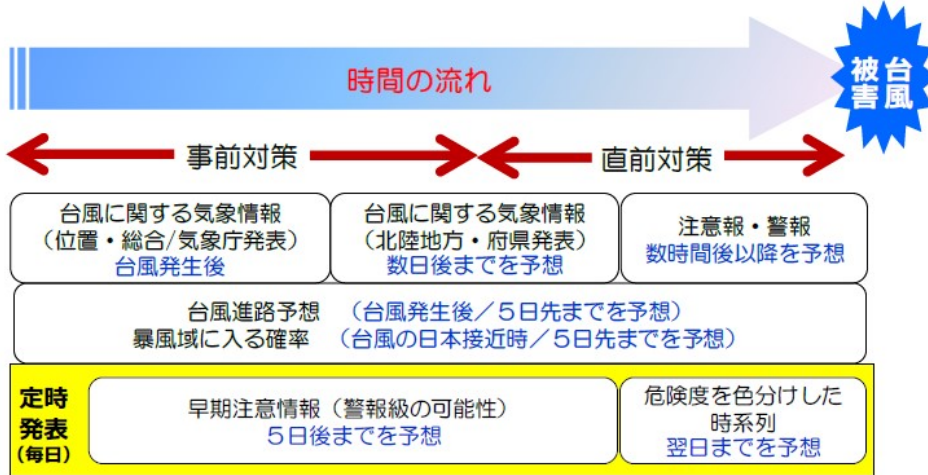 時間の流れ
台風
被害
事前対策
直前対策
台風に関する気象情報
（位置・総合/気象庁発表）
台風発生後
台風に関する気象情報
（北陸地方・府県発表）
数日後までを予想
注意報・警報
数時間後以降を予想
台風進路予想　（台風発生後／５日先までを予想）
暴風域に入る確率　（台風の日本接近時／５日先までを予想）
定時
発表
（毎日）
早期注意情報（警報級の可能性）
５日後までを予想
危険度を色分けした
時系列
翌日までを予想